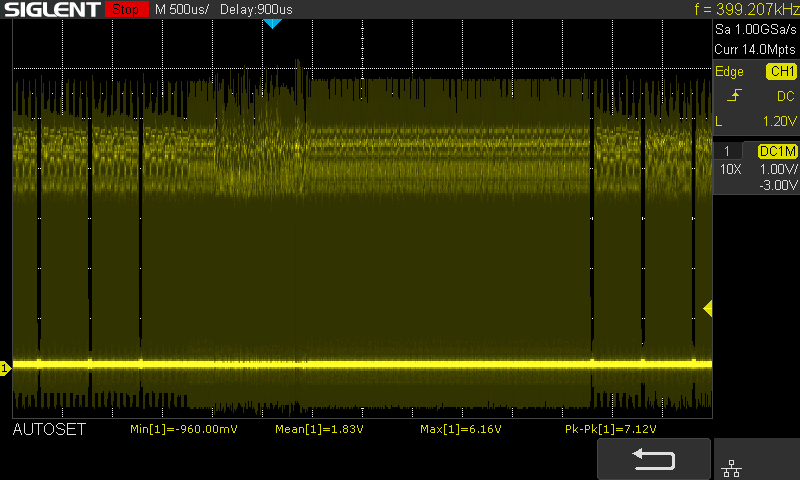 SIGLENT Stop M 500us/ Delay:900us f = 399.207kHz
Sa 1.00GSa/s
Curr 14.0Mpts
Edge CH1
DC
L 1.20V
1 DC1M
10X 1.00V/
-3.00V
1
AUTOSET Min[1]=-960.00mV Mean[1]=1.83V Max[1]=6.16V Pk-Pk[1]=7.12V